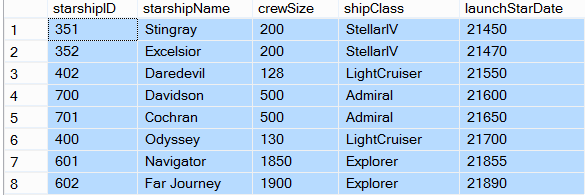 starshipID starshipName crewSize shipClass launchStarDate
1 351 Stingray 200 StellarIV 21450
2 352 Excelsior 200 StellarIV 21470
3 402 Daredevil 128 LightCruiser 21550
4 700 Davidson 500 Admiral 21600
5 701 Cochran 500 Admiral 21650
6 400 Odyssey 130 LightCruiser 21700
7 601 Navigator 1850 Explorer 21855
8 602 Far Journey 1900 Explorer 21890